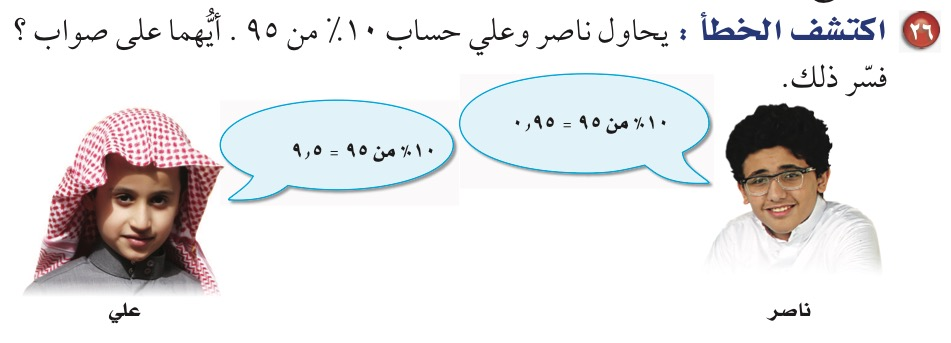 ٢٦ اكتشف الخطأ : يحاول ناصر وعلي حساب ١٠٪ من ٩٥ . أيُّهما على صواب ؟
فسّر ذلك.
١٠٪ من ٩٥ = ٠٫٩٥
١٠٪ من ٩٥ = ٩٫٥
ناصر
علي